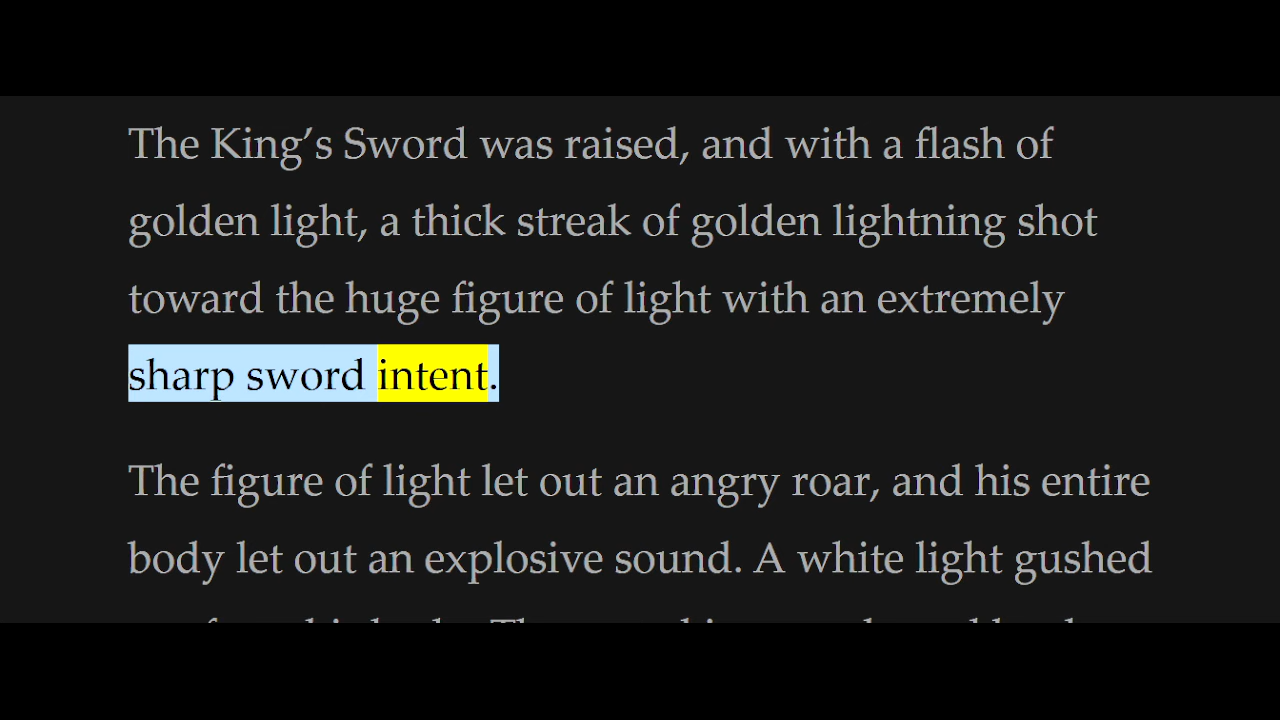 The King’s Sword was raised, and with a flash of
golden light, a thick streak of golden lightning shot
toward the huge figure of light with an extremely
sharp sword intent.
The figure of light let out an angry roar, and his entire
body let out an explosive sound. A white light gushed